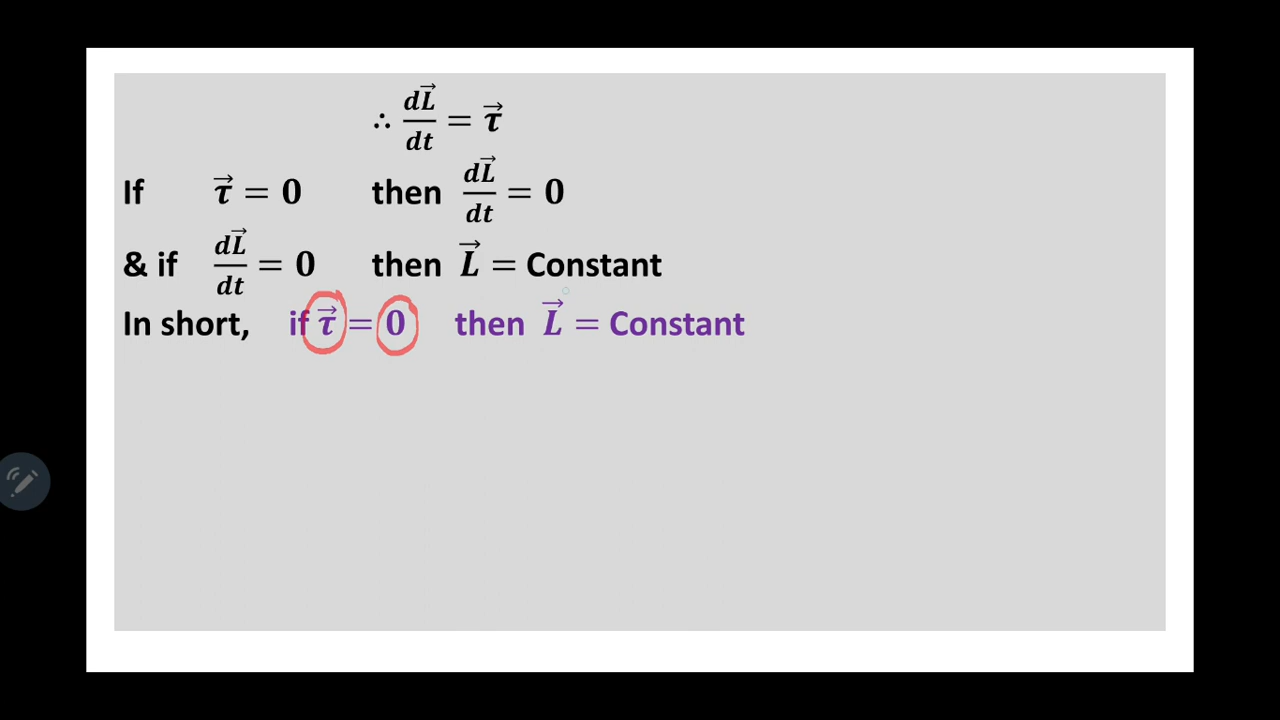 ∴ dL⃗/dt = τ⃗
If τ⃗ = 0 then dL⃗/dt = 0
& if dL⃗/dt = 0 then L⃗ = Constant
In short, if τ⃗ = 0 then L⃗ = Constant